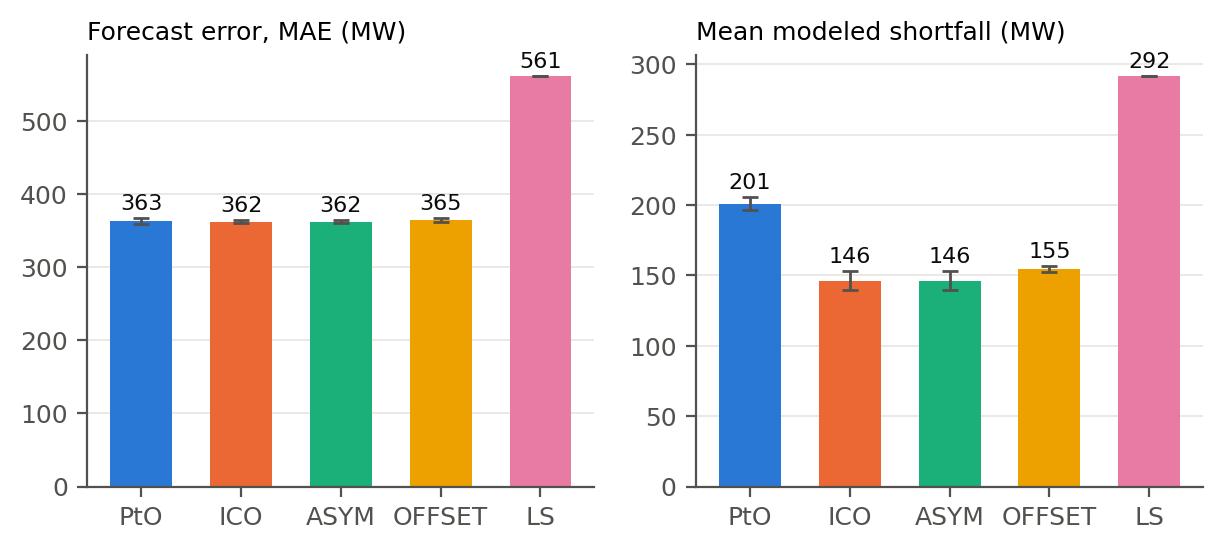 Forecast error, MAE (MW)
561
500
400
363
362
362
365
300
200
100
0
PtO
ICO
ASYM
OFFSET
LS
Mean modeled shortfall (MW)
300
292
250
201
200
146
146
155
150
100
50
0
PtO
ICO
ASYM
OFFSET
LS